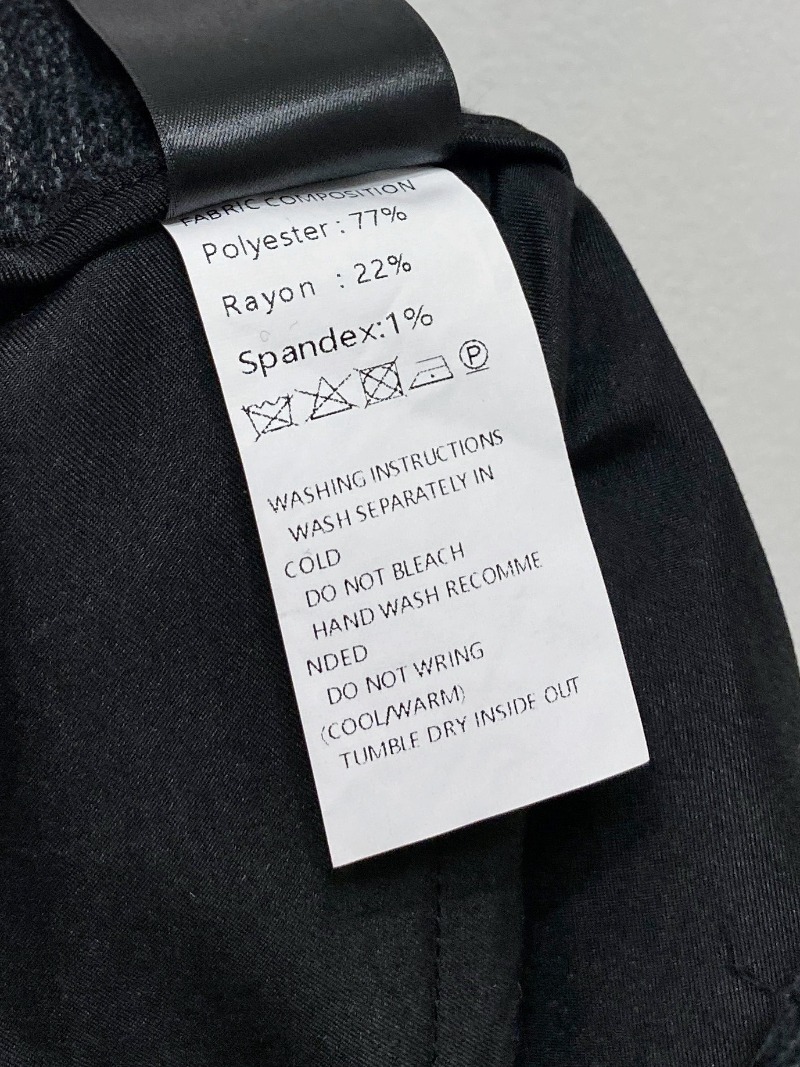 FABRIC COMPOSITION
Polyester : 77%
Rayon : 22%
Spandex:1%
P
WASHING INSTRUCTIONS
WASH SEPARATELY IN
COLD
DO NOT BLEACH
HAND WASH RECOMME
NDED
DO NOT WRING
(COOL/WARM)
TUMBLE DRY INSIDE OUT